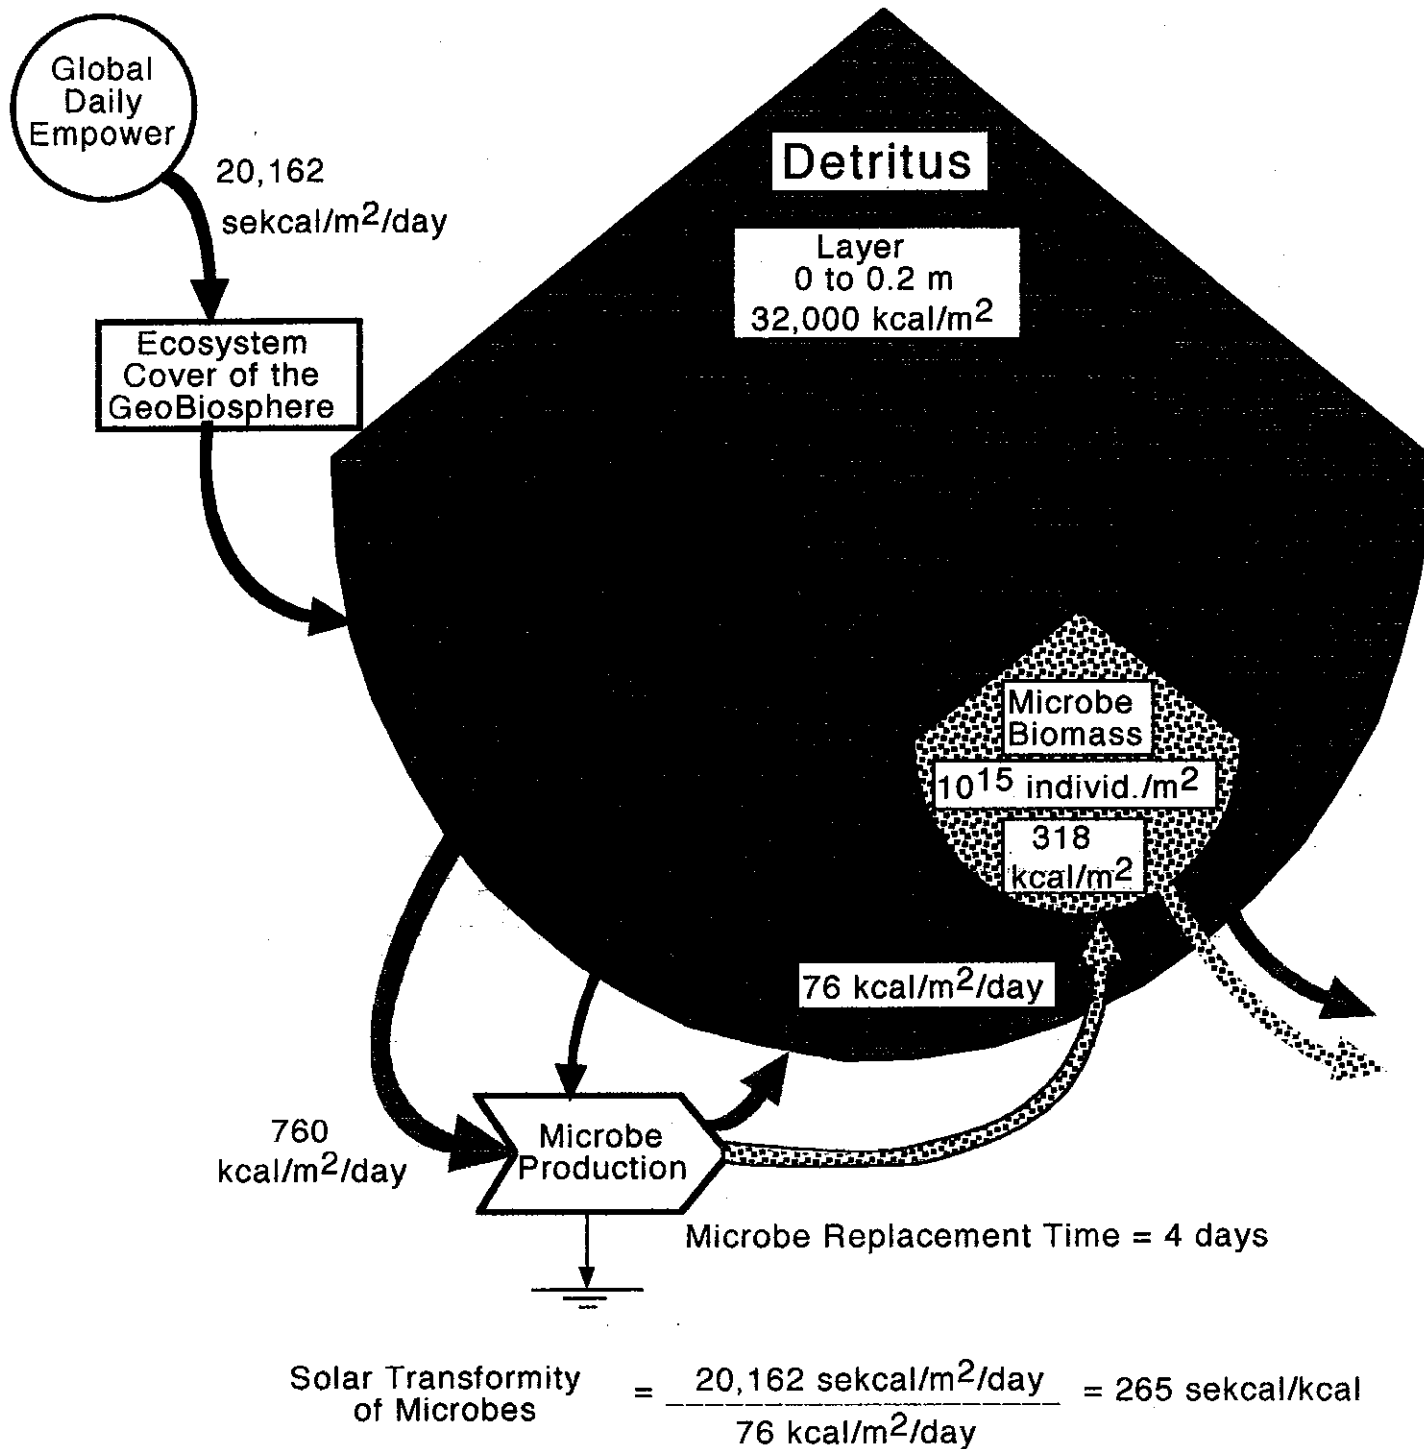 Global
Daily
Empower
20,162
sekcal/m²/day
Ecosystem
Cover of the
GeoBiosphere
Detritus
Layer
0 to 0.2 m
32,000 kcal/m²
Microbe
Biomass
10¹⁵ individ./m²
318
kcal/m²
76 kcal/m²/day
760
kcal/m²/day
Microbe
Production
Microbe Replacement Time = 4 days
Solar Transformity
of Microbes
= 20,162 sekcal/m²/day = 265 sekcal/kcal
76 kcal/m²/day